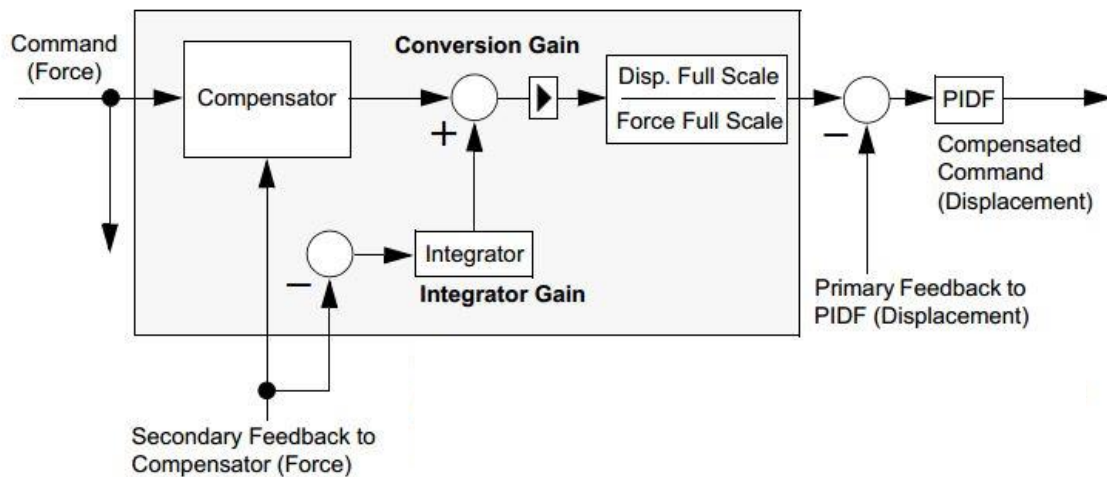 Command
(Force)
Compensator
Conversion Gain
+
Disp. Full Scale
Force Full Scale
−
PIDF
Compensated
Command
(Displacement)
−
Integrator
Integrator Gain
Primary Feedback to
PIDF (Displacement)
Secondary Feedback to
Compensator (Force)